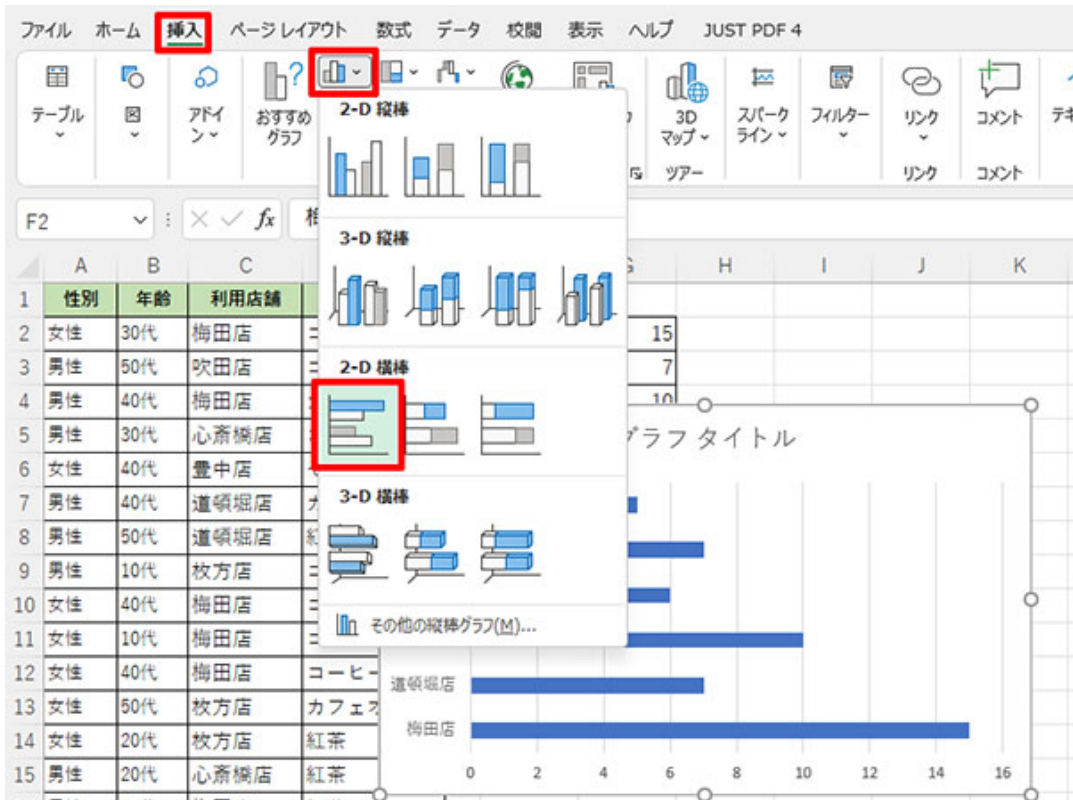 ファイル ホーム 挿入 ページ レイアウト 数式 データ 校閲 表示 ヘルプ JUST PDF 4
テーブル アドイン おすすめグラフ 3Dマップ スパークライン フィルター リンク コメント
ツアー リンク コメント
2-D 縦棒
3-D 縦棒
2-D 横棒
3-D 横棒
その他の縦棒グラフ(M)...
F2 fx
A B C H I J K
1 性別 年齢 利用店舗
2 女性 30代 梅田店 15
3 男性 50代 吹田店 7
4 男性 40代 梅田店 10
5 男性 30代 心斎橋店
6 女性 40代 豊中店
7 男性 40代 道頓堀店
8 男性 50代 道頓堀店
9 男性 10代 枚方店
10 女性 40代 梅田店
11 女性 10代 梅田店
12 女性 40代 梅田店 コーヒー
13 女性 50代 枚方店 カフェオ
14 女性 20代 枚方店 紅茶
15 男性 20代 心斎橋店 紅茶
グラフ タイトル
道頓堀店
梅田店
0 2 4 6 8 10 12 14 16